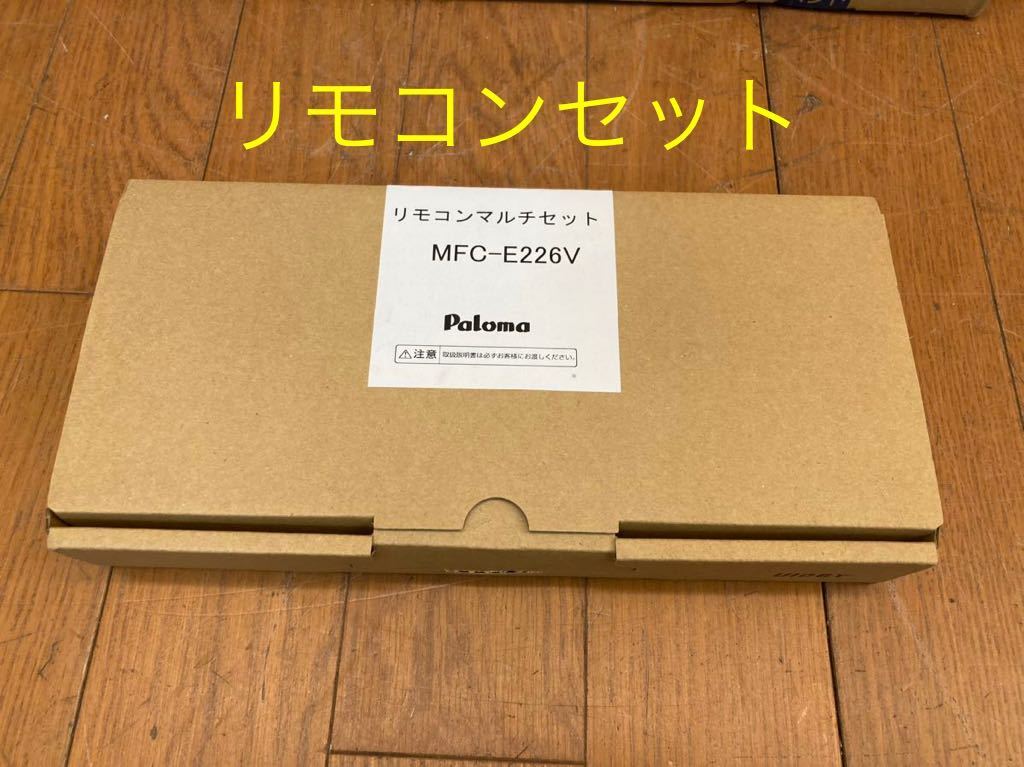 リモコンセット
リモコンマルチセット
MFC-E226V
Paloma
⚠注意 取扱説明書は必ずお客様にお渡しください。